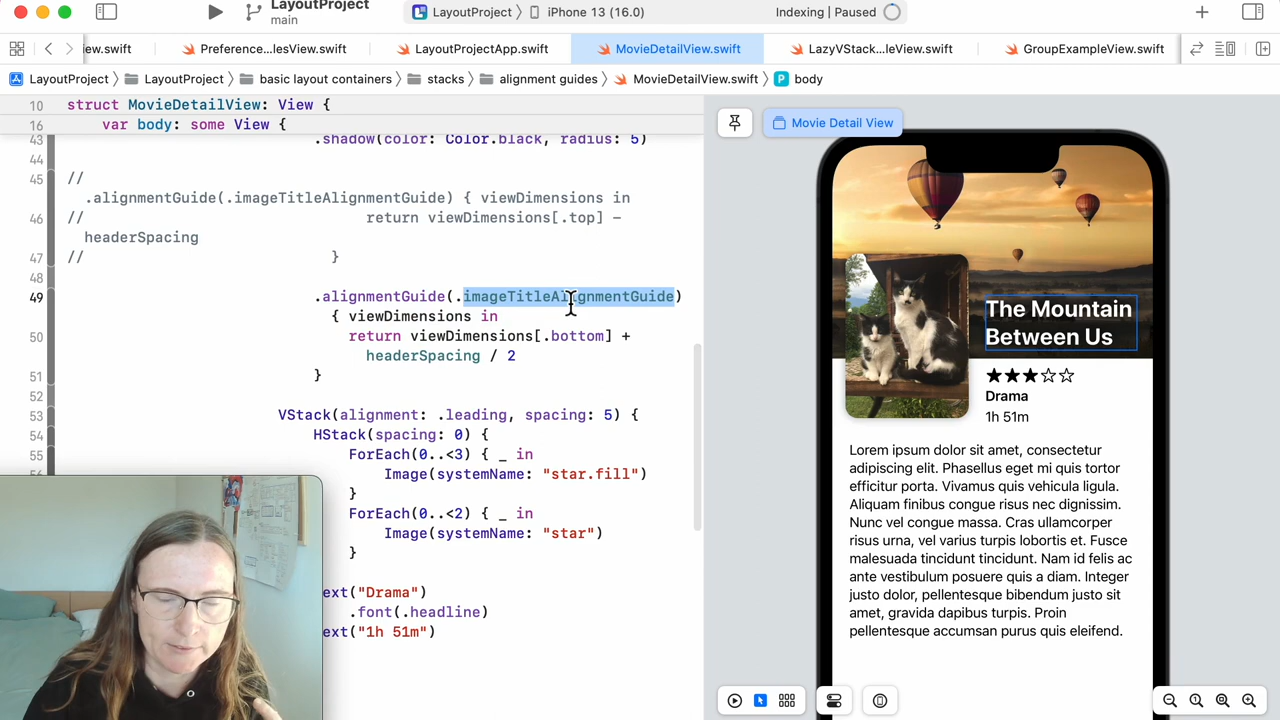 LayoutProject
main
LayoutProject
iPhone 13 (16.0)
Indexing | Paused
ew.swift
Preference...lesView.swift
LayoutProjectApp.swift
MovieDetailView.swift
LazyVStack...leView.swift
GroupExampleView.swift
LayoutProject
LayoutProject
basic layout containers
stacks
alignment guides
MovieDetailView.swift
P body
10 struct MovieDetailView: View {
16 var body: some View {
43 .shadow(color: Color.black, radius: 5)
44
45 //
.alignmentGuide(.imageTitleAlignmentGuide) { viewDimensions in
46 // return viewDimensions[.top] -
headerSpacing
47 // }
48
49 .alignmentGuide(.imageTitleAlignmentGuide)
{ viewDimensions in
50 return viewDimensions[.bottom] +
headerSpacing / 2
51 }
52
53 VStack(alignment: .leading, spacing: 5) {
54 HStack(spacing: 0) {
55 ForEach(0..<3) { _ in
Image(systemName: "star.fill")
}
ForEach(0..<2) { _ in
Image(systemName: "star")
}
ext("Drama")
.font(.headline)
ext("1h 51m")
Movie Detail View
The Mountain
Between Us
Drama
1h 51m
Lorem ipsum dolor sit amet, consectetur
adipiscing elit. Phasellus eget mi quis tortor
efficitur porta. Vivamus quis vehicula ligula.
Aliquam finibus congue risus nec dignissim.
Nunc vel congue massa. Cras ullamcorper
risus urna, vel varius turpis lobortis et. Fusce
malesuada tincidunt tincidunt. Nam id felis ac
ante vestibulum posuere quis a diam. Integer
justo dolor, pellentesque bibendum justo sit
amet, gravida dapibus turpis. Proin
pellentesque accumsan purus quis eleifend.